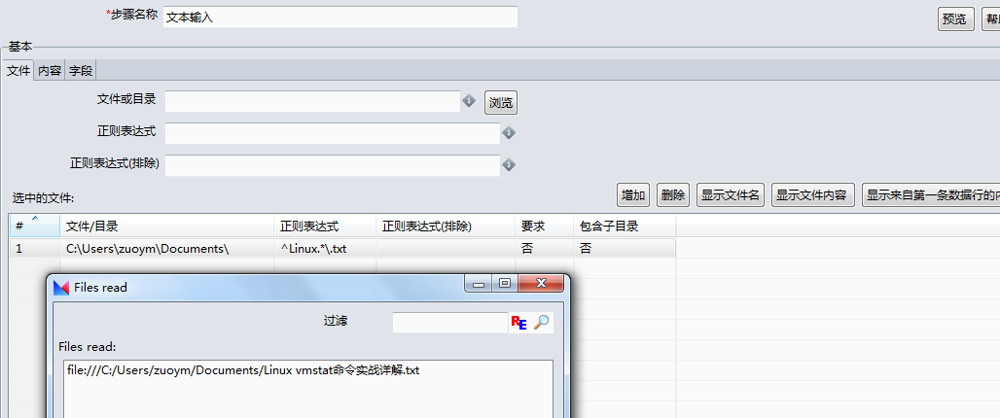 *步骤名称 文本输入 预览 帮助
基本
文件 内容 字段
文件或目录 浏览
正则表达式
正则表达式(排除)
选中的文件: 增加 删除 显示文件名 显示文件内容 显示来自第一条数据行的内
# 文件/目录 正则表达式 正则表达式(排除) 要求 包含子目录
1 C:\Users\zuoym\Documents\ ^Linux.*\.txt 否 否
Files read
过滤 RE
Files read:
file:///C:/Users/zuoym/Documents/Linux vmstat命令实战详解.txt